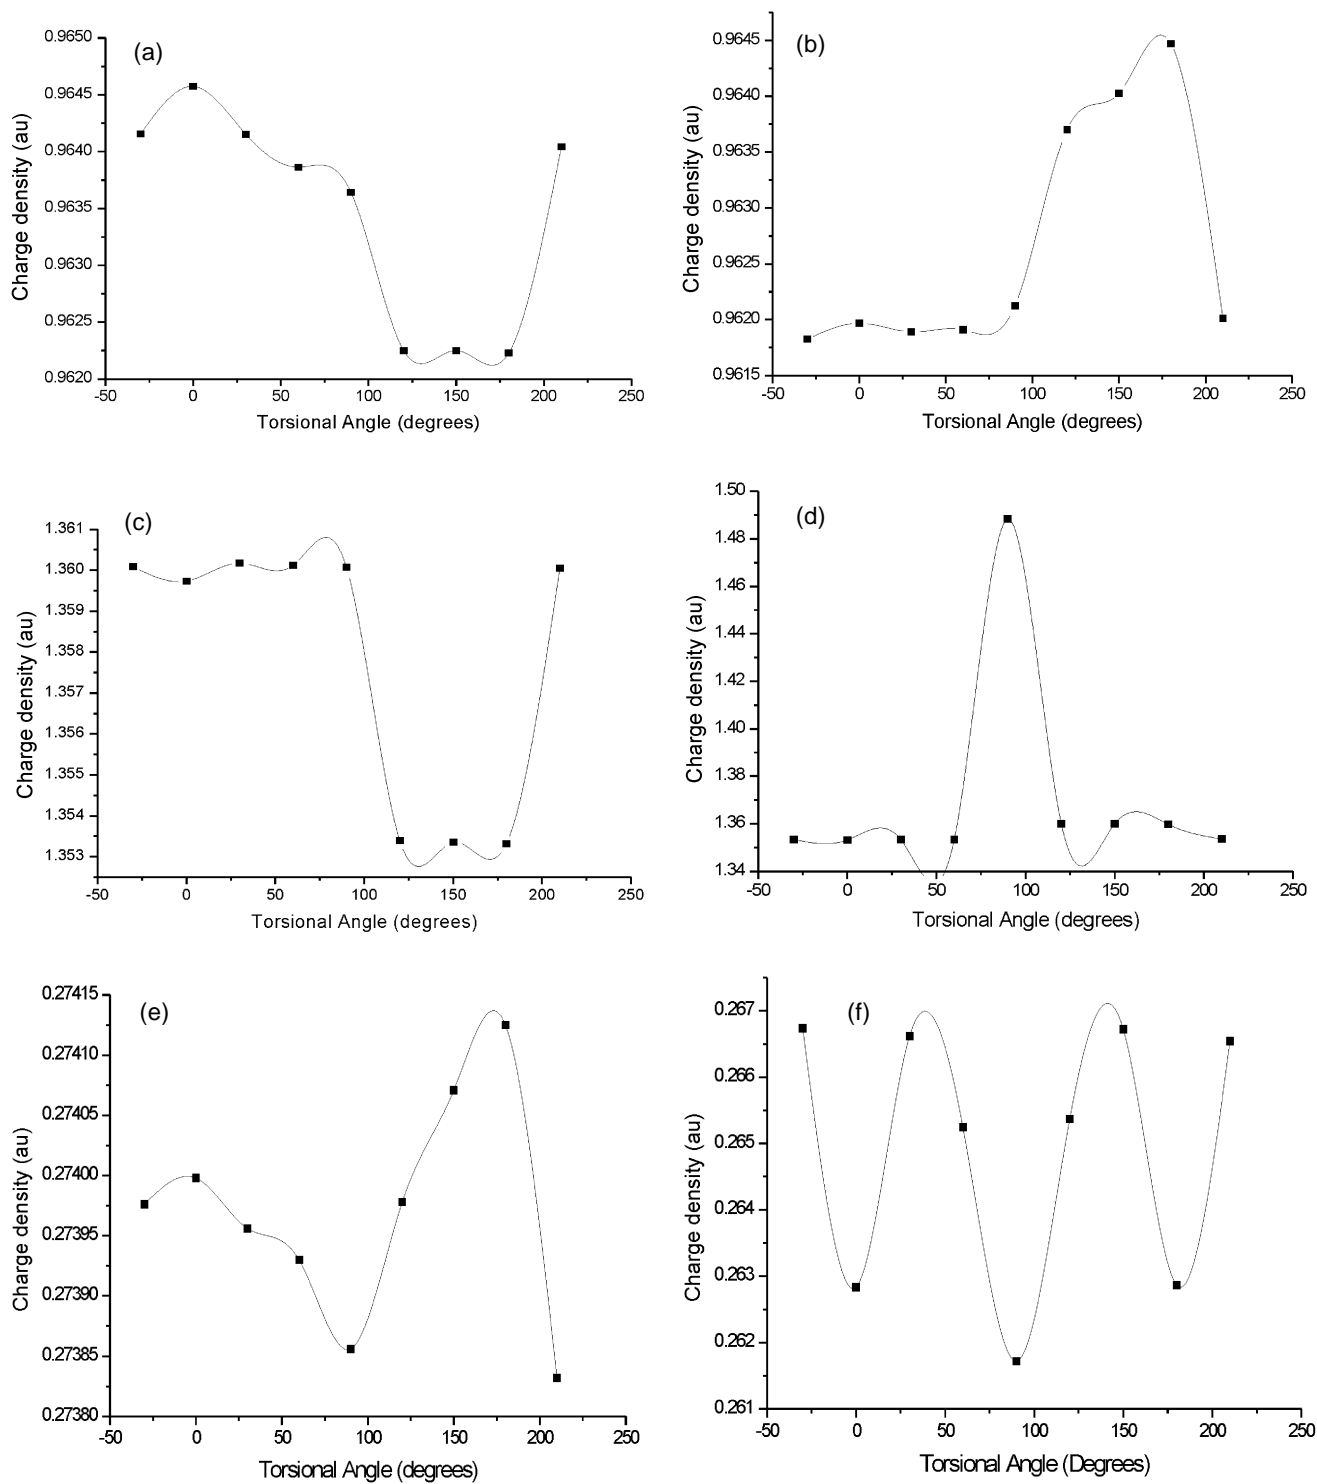 (a)
Charge density (au)
0.9650
0.9645
0.9640
0.9635
0.9630
0.9625
0.9620
-50 0 50 100 150 200 250
Torsional Angle (degrees)
(b)
Charge density (au)
0.9645
0.9640
0.9635
0.9630
0.9625
0.9620
0.9615
-50 0 50 100 150 200 250
Torsional Angle (degrees)
(c)
Charge density (au)
1.361
1.360
1.359
1.358
1.357
1.356
1.355
1.354
1.353
-50 0 50 100 150 200 250
Torsional Angle (degrees)
(d)
Charge density (au)
1.50
1.48
1.46
1.44
1.42
1.40
1.38
1.36
1.34
-50 0 50 100 150 200 250
Torsional Angle (degrees)
(e)
Charge density (au)
0.27415
0.27410
0.27405
0.27400
0.27395
0.27390
0.27385
0.27380
-50 0 50 100 150 200 250
Torsional Angle (degrees)
(f)
Charge density (au)
0.267
0.266
0.265
0.264
0.263
0.262
0.261
-50 0 50 100 150 200 250
Torsional Angle (Degrees)